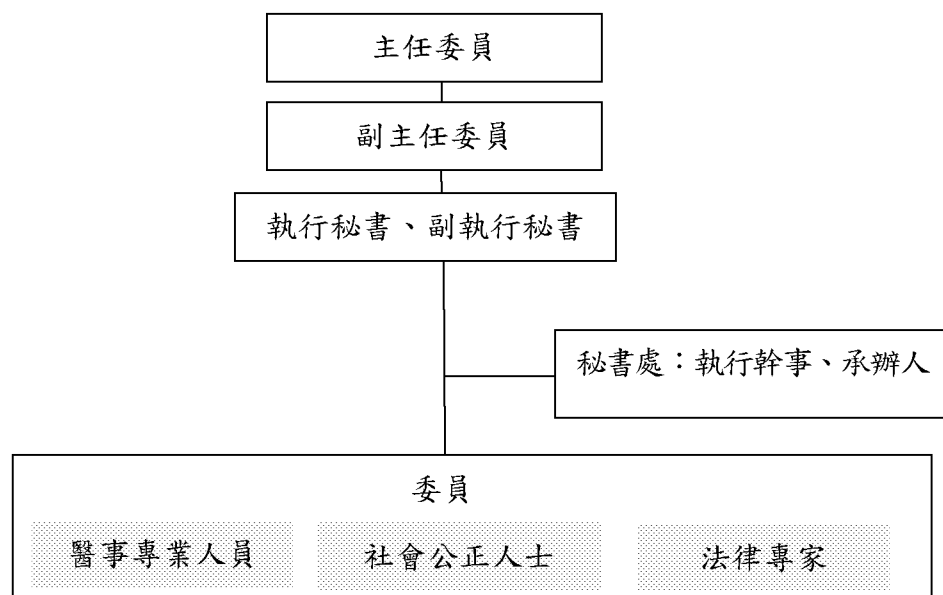 主任委員
副主任委員
執行秘書、副執行秘書
秘書處：執行幹事、承辦人
委員
醫事專業人員
社會公正人士
法律專家